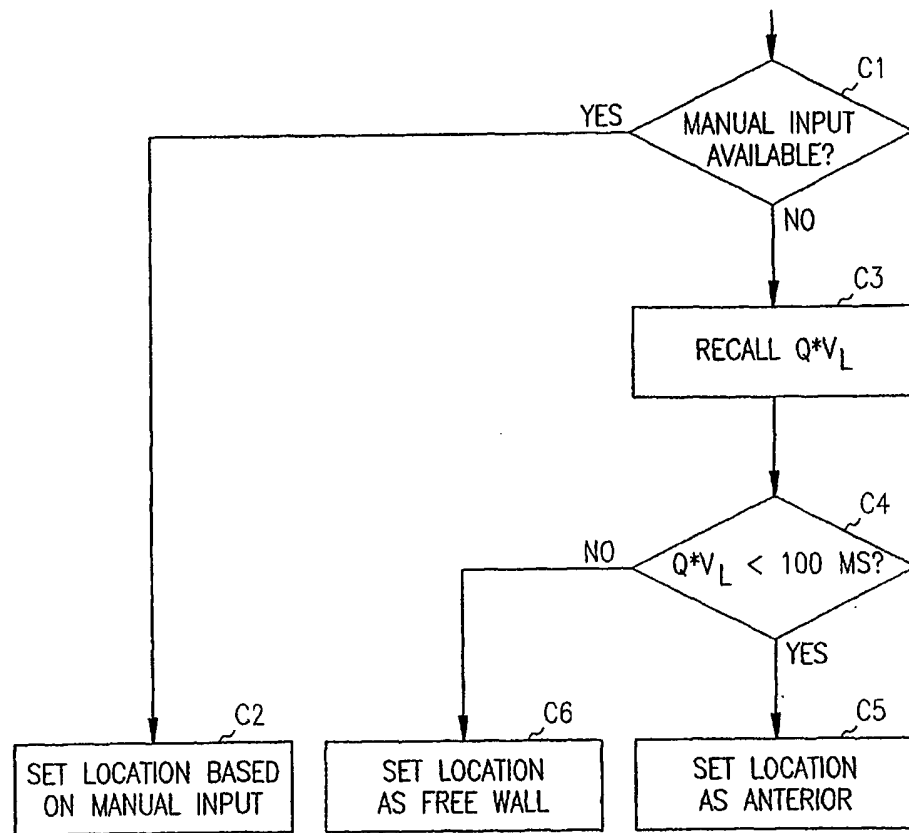 C1
YES
MANUAL INPUT
AVAILABLE?
NO
C3
RECALL Q*V_L
C4
NO
Q*V_L < 100 MS?
YES
C2
SET LOCATION BASED
ON MANUAL INPUT
C6
SET LOCATION
AS FREE WALL
C5
SET LOCATION
AS ANTERIOR